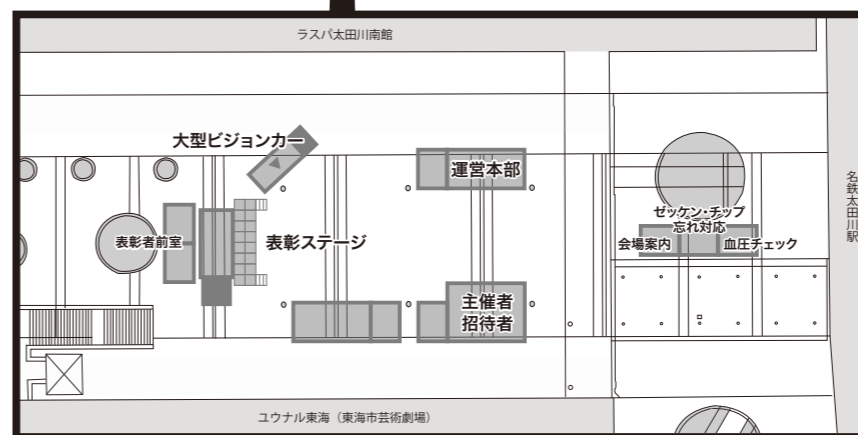 ラスパ太田川南館
大型ビジョンカー
運営本部
名鉄太田川駅
ゼッケン・チップ
忘れ対応
会場案内
血圧チェック
表彰者前室
表彰ステージ
主催者
招待者
ユウナル東海（東海市芸術劇場）